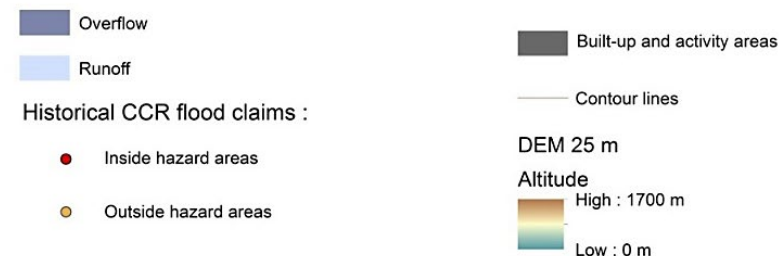 Overflow
Runoff
Historical CCR flood claims :
Inside hazard areas
Outside hazard areas
Built-up and activity areas
Contour lines
DEM 25 m
Altitude
High : 1700 m
Low : 0 m